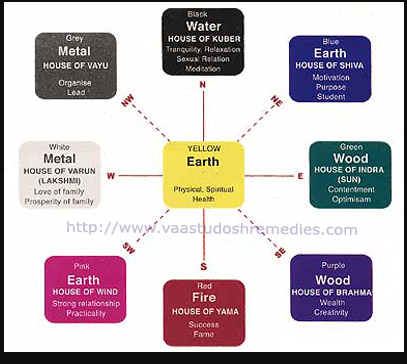 Black
Water
HOUSE OF KUBER
Tranquility, Relaxation
Sexual Relation
Meditation
Grey
Metal
HOUSE OF VAYU
Organise
Lead
Blue
Earth
HOUSE OF SHIVA
Motivation
Purpose
Student
NW
N
NE
White
Metal
HOUSE OF VARUN
(LAKSHMI)
Love of family
Prosperity of family
W
YELLOW
Earth
Physical, Spiritual
Health
E
Green
Wood
HOUSE OF INDRA
(SUN)
Contentment
Optimisam
http://www.vaastudoshremedies.com
SW
S
SE
Pink
Earth
HOUSE OF WIND
Strong relationship
Practicality
Red
Fire
HOUSE OF YAMA
Success
Fame
Purple
Wood
HOUSE OF BRAHMA
Wealth
Creativity